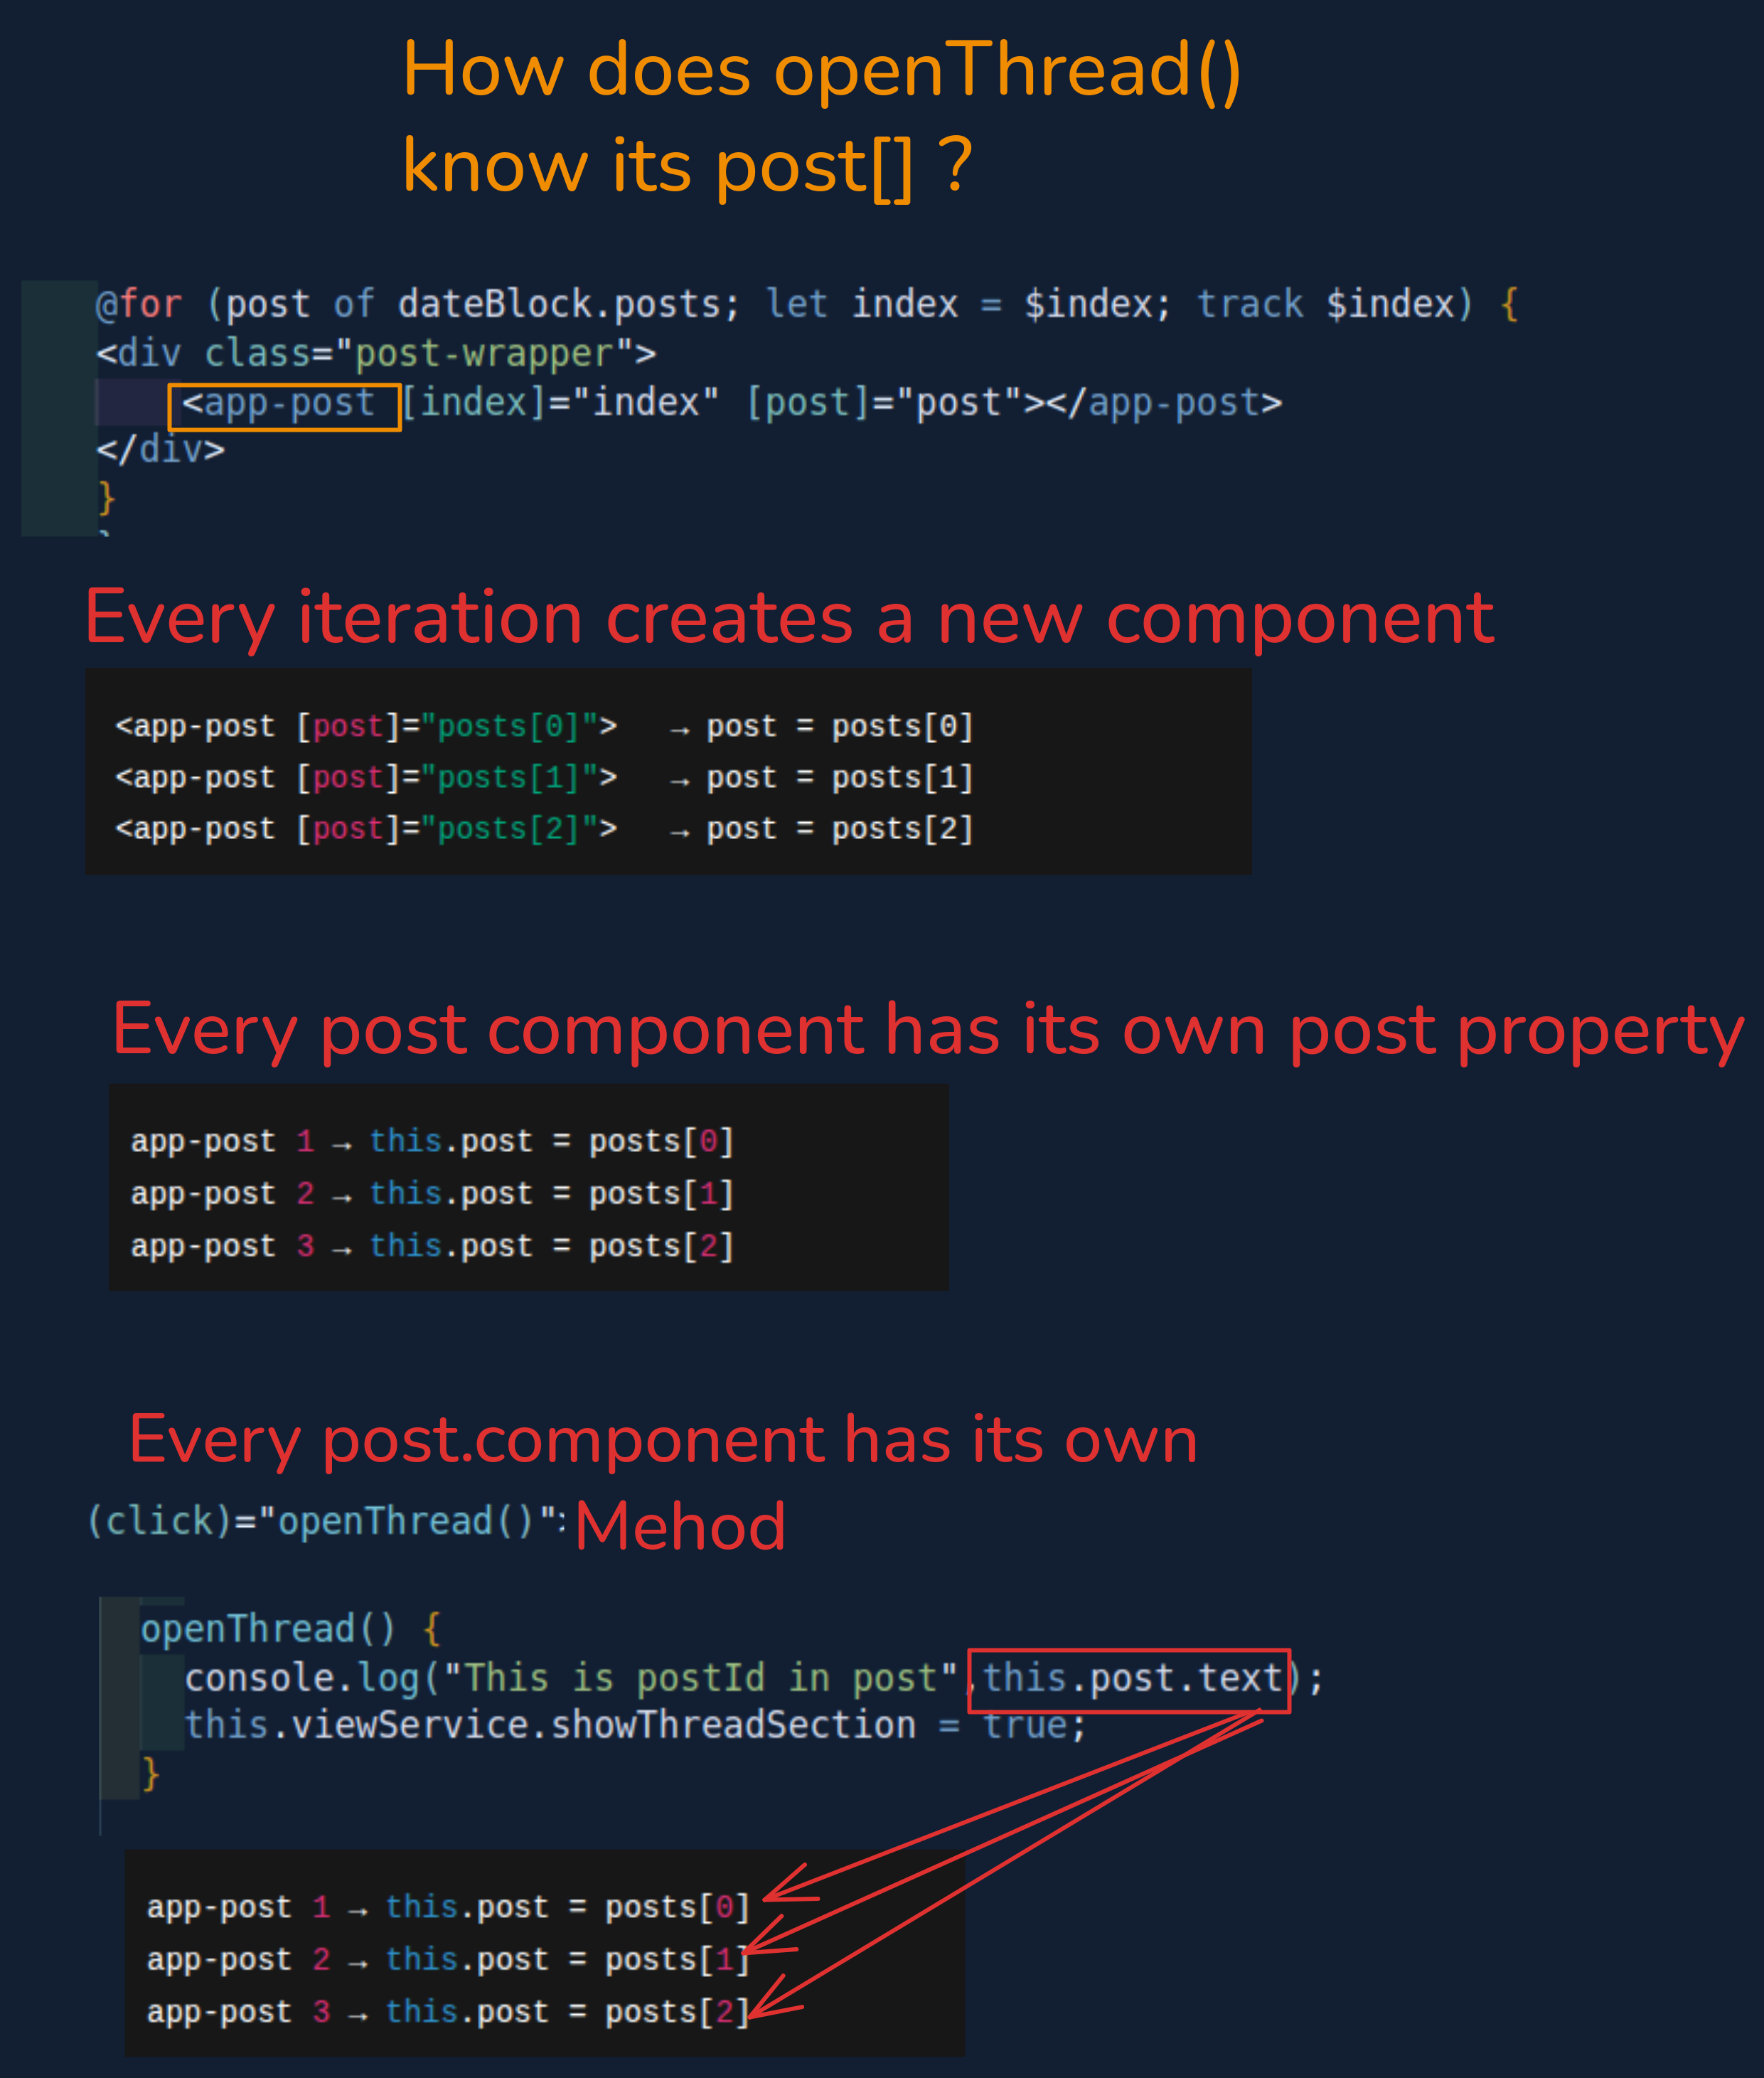 How does openThread()
know its post[] ?
@for (post of dateBlock.posts; let index = $index; track $index) {
<div class="post-wrapper">
<app-post [index]="index" [post]="post"></app-post>
</div>
}
Every iteration creates a new component
<app-post [post]="posts[0]"> → post = posts[0]
<app-post [post]="posts[1]"> → post = posts[1]
<app-post [post]="posts[2]"> → post = posts[2]
Every post component has its own post property
app-post 1 → this.post = posts[0]
app-post 2 → this.post = posts[1]
app-post 3 → this.post = posts[2]
Every post.component has its own
(click)="openThread()"> Mehod
openThread() {
console.log("This is postId in post",this.post.text);
this.viewService.showThreadSection = true;
}
app-post 1 → this.post = posts[0]
app-post 2 → this.post = posts[1]
app-post 3 → this.post = posts[2]